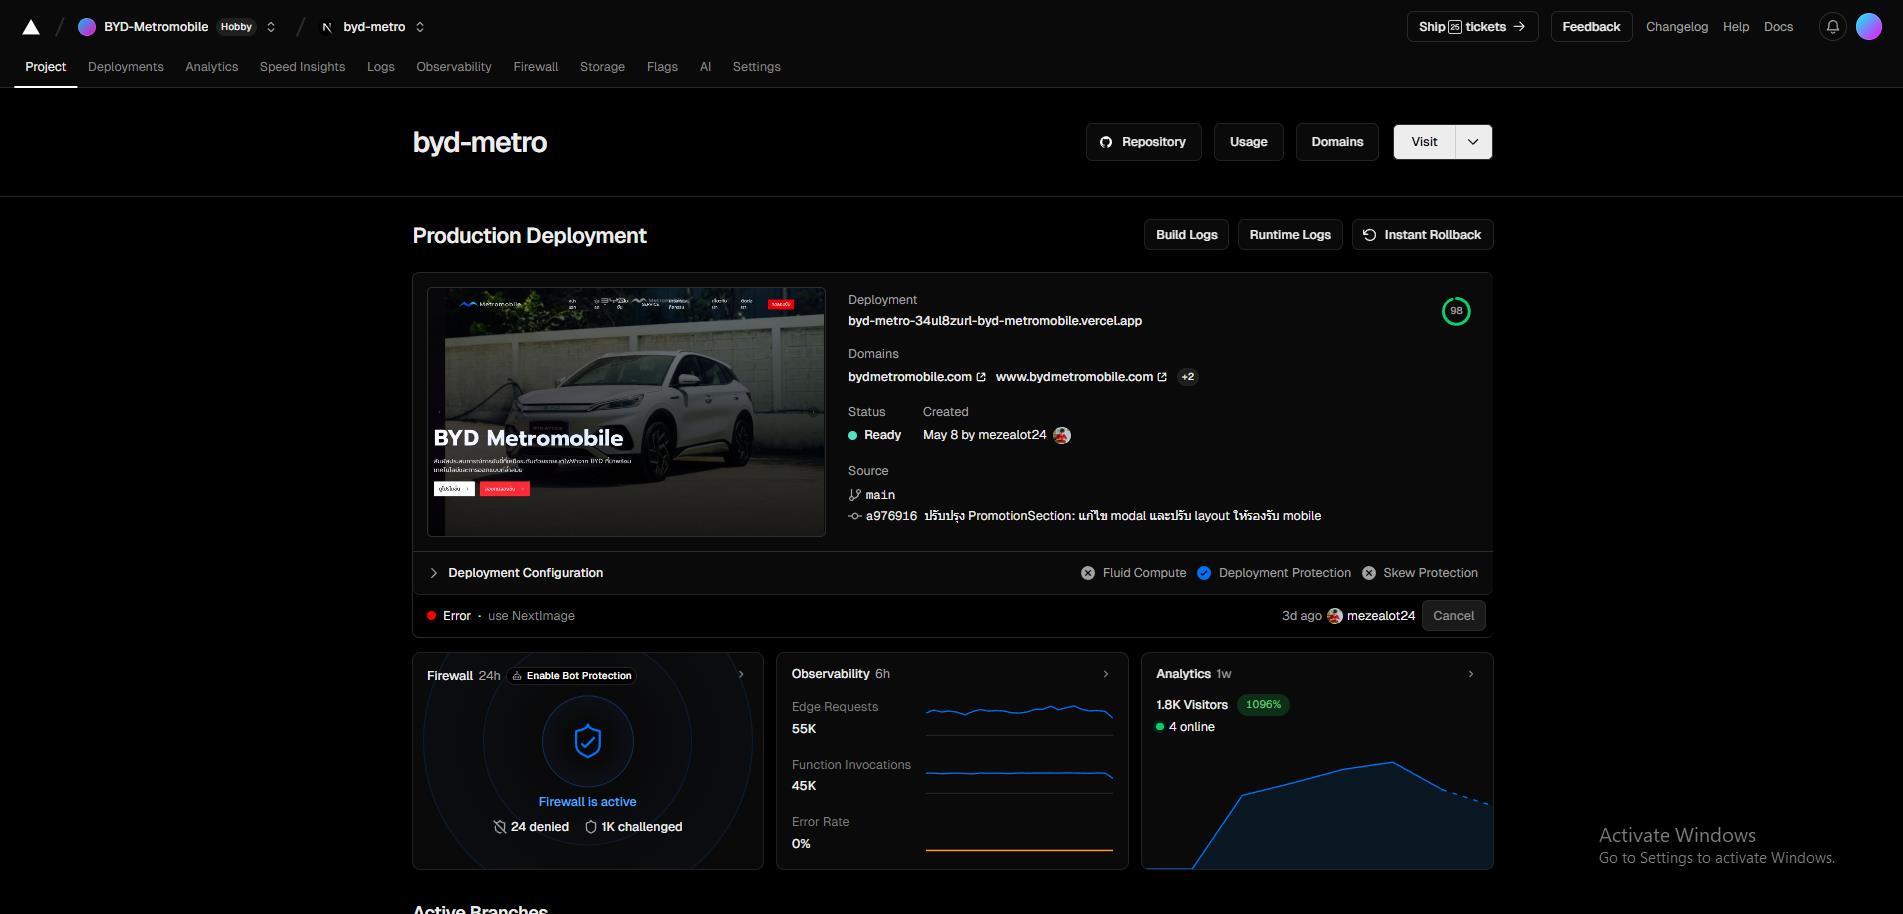 BYD-Metromobile Hobby byd-metro
Ship 25 tickets → Feedback Changelog Help Docs
Project Deployments Analytics Speed Insights Logs Observability Firewall Storage Flags AI Settings
byd-metro
Repository Usage Domains Visit
Production Deployment
Build Logs Runtime Logs Instant Rollback
Metromobile
BYD Metromobile
Deployment
byd-metro-34ul8zurl-byd-metromobile.vercel.app
98
Domains
bydmetromobile.com www.bydmetromobile.com +2
Status Created
Ready May 8 by mezealot24
Source
main
a976916 ปรับปรุง PromotionSection: แก้ไข modal และปรับ layout ให้รองรับ mobile
Deployment Configuration
Fluid Compute Deployment Protection Skew Protection
Error · use NextImage
3d ago mezealot24 Cancel
Firewall 24h Enable Bot Protection
Firewall is active
24 denied 1K challenged
Observability 6h
Edge Requests
55K
Function Invocations
45K
Error Rate
0%
Analytics 1w
1.8K Visitors 1096%
4 online
Activate Windows
Go to Settings to activate Windows.
Active Branches